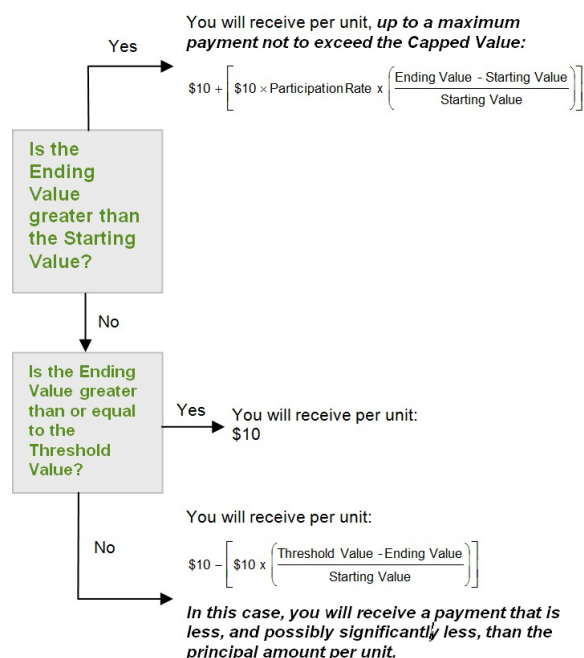 You will receive per unit, up to a maximum
payment not to exceed the Capped Value:
Yes
$10 + [ $10 × Participation Rate x ( Ending Value - Starting Value / Starting Value ) ]
Is the
Ending
Value
greater than
the Starting
Value?
No
Is the Ending
Value greater
than or equal
to the
Threshold
Value?
Yes
You will receive per unit:
$10
You will receive per unit:
No
$10 – [ $10 x ( Threshold Value - Ending Value / Starting Value ) ]
In this case, you will receive a payment that is
less, and possibly significantly less, than the
principal amount per unit.